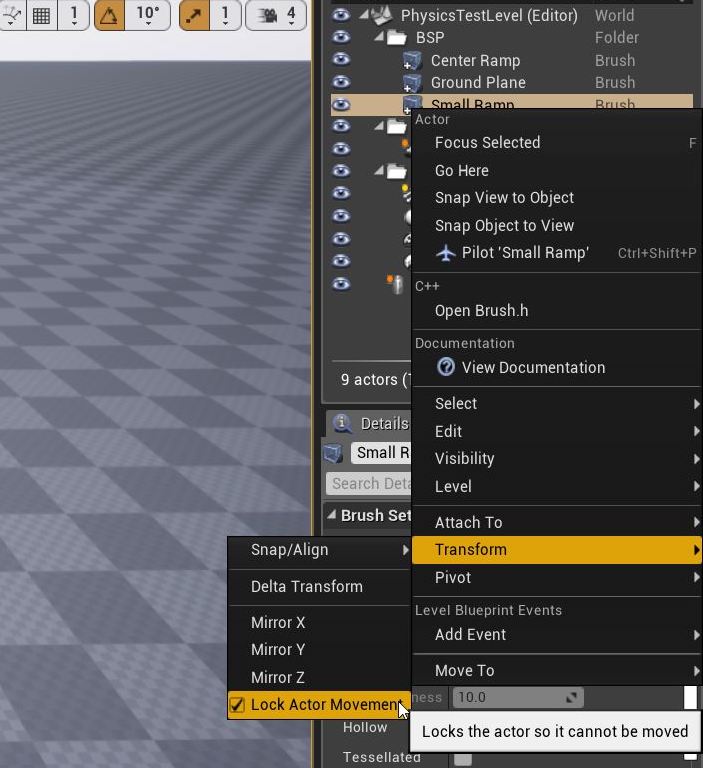 1 10° 1 4
PhysicsTestLevel (Editor) World
BSP Folder
Center Ramp Brush
Ground Plane Brush
Small Ramp Brush
Actor
Focus Selected F
Go Here
Snap View to Object
Snap Object to View
Pilot 'Small Ramp' Ctrl+Shift+P
C++
Open Brush.h
Documentation
View Documentation
9 actors (
Select
Details
Edit
Small R
Visibility
Search Deta
Level
Brush Set
Attach To
Transform
Pivot
Level Blueprint Events
Add Event
Move To
Snap/Align
Delta Transform
Mirror X
Mirror Y
Mirror Z
Lock Actor Movement
ness 10.0
Hollow
Locks the actor so it cannot be moved
Tessellated